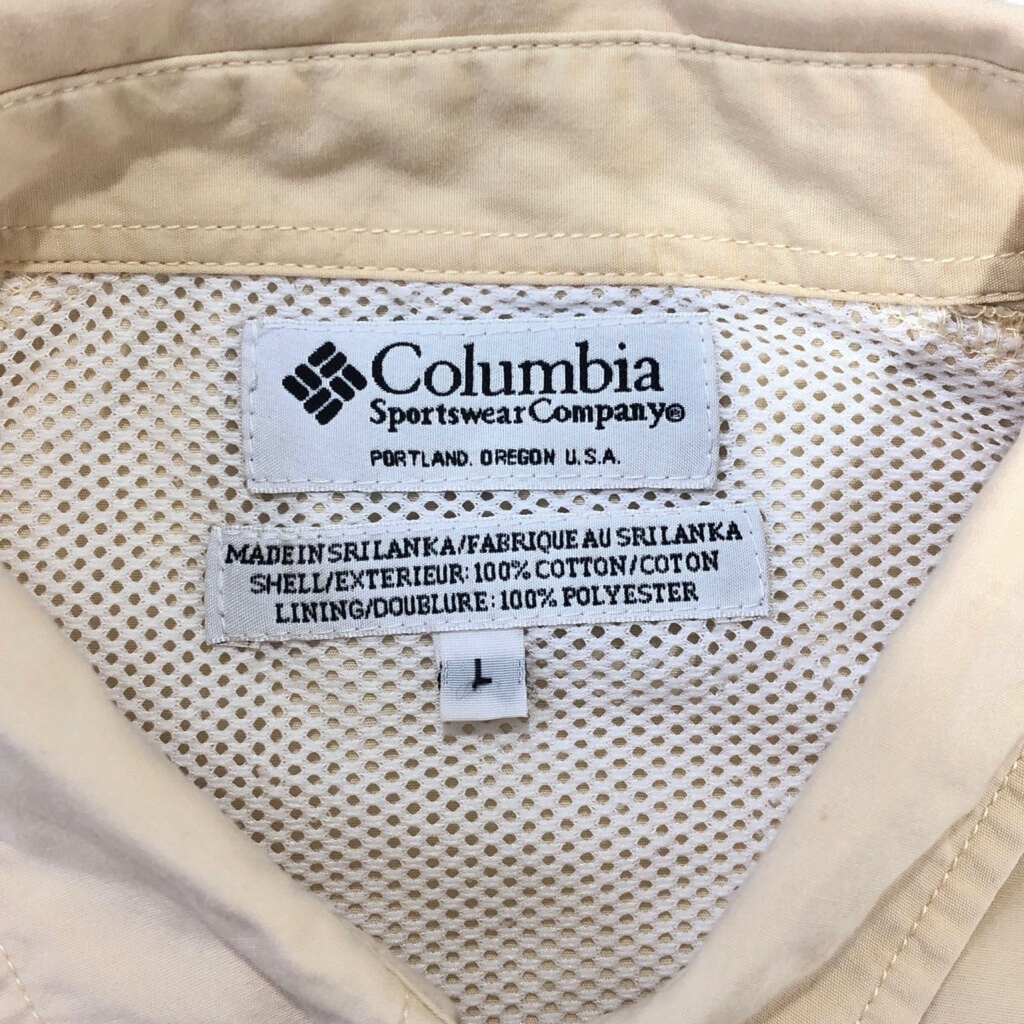 Columbia
Sportswear Company®
PORTLAND, OREGON U.S.A.
MADE IN SRI LANKA/FABRIQUE AU SRI LANKA
SHELL/EXTERIEUR: 100% COTTON/COTON
LINING/DOUBLURE: 100% POLYESTER
L